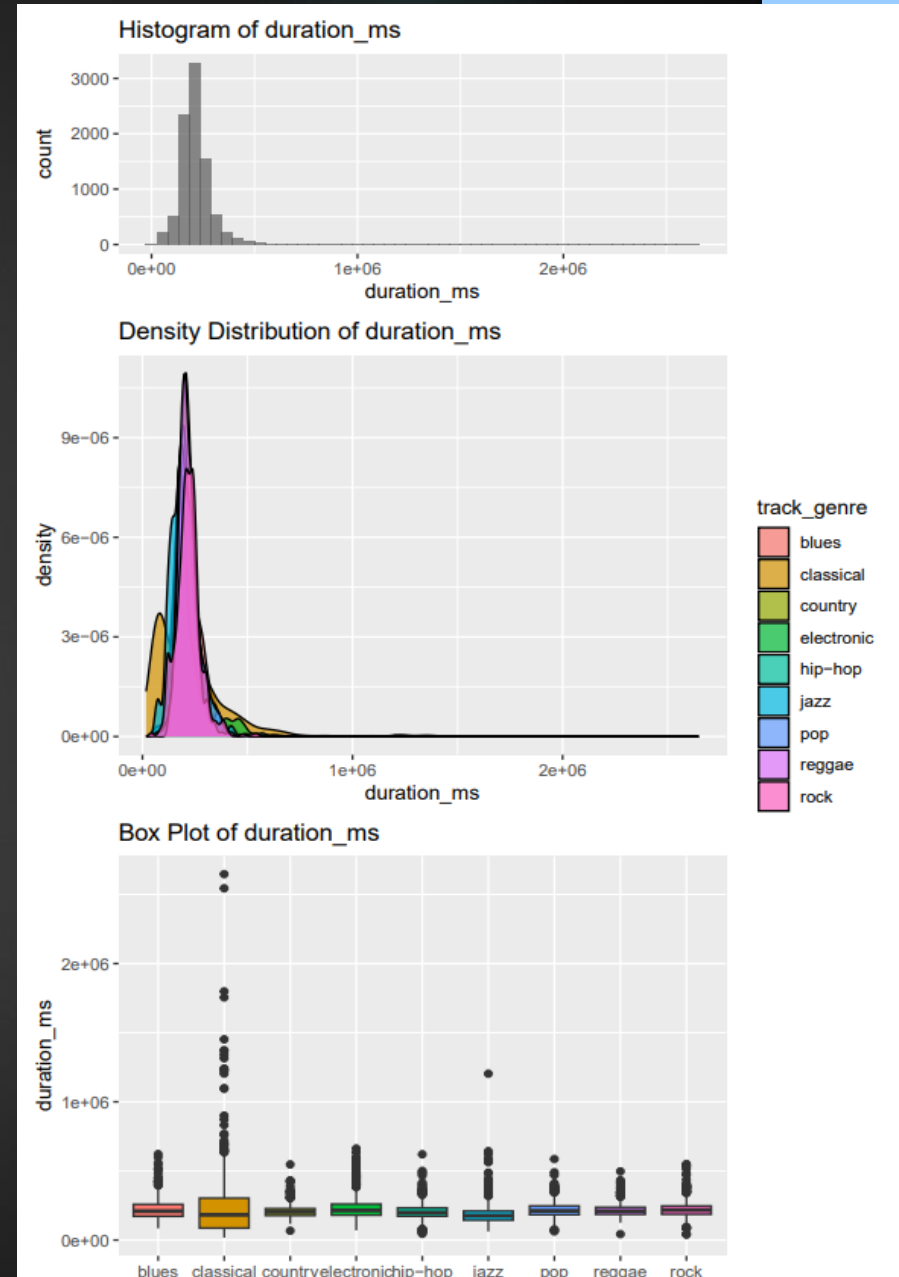 Histogram of duration_ms
3000
2000
1000
0
count
0e+00 1e+06 2e+06
duration_ms
Density Distribution of duration_ms
9e−06
6e−06
3e−06
0e+00
density
0e+00 1e+06 2e+06
duration_ms
track_genre
blues
classical
country
electronic
hip−hop
jazz
pop
reggae
rock
Box Plot of duration_ms
2e+06
1e+06
0e+00
duration_ms
blues classical country electronic hip−hop jazz pop reggae rock